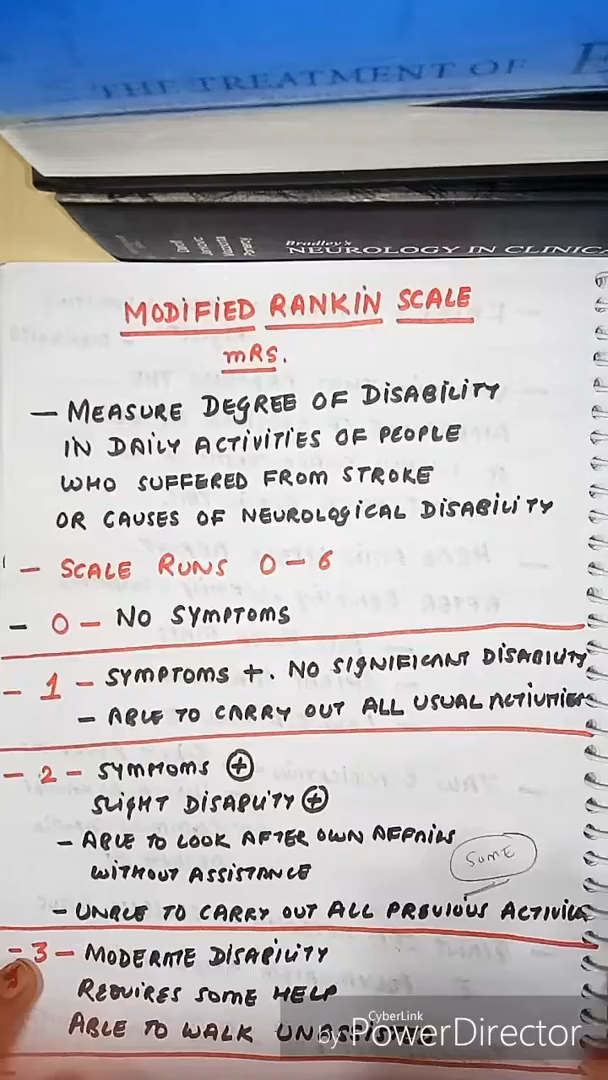 THE TREATMENT OF E
Bradley's
NEUROLOGY IN CLINICA
MODIFIED RANKIN SCALE
mRS.
— MEASURE DEGREE OF DISABILITY
IN DAILY ACTIVITIES OF PEOPLE
WHO SUFFERED FROM STROKE
OR CAUSES OF NEUROLOGICAL DISABILITY
— SCALE RUNS 0 – 6
– 0 – NO SYMPTOMS
– 1 – SYMPTOMS +. NO SIGNIFICANT DISABILITY
– ABLE TO CARRY OUT ALL USUAL ACTIVITIES
– 2 – SYMPTOMS ⊕
SLIGHT DISABILITY ⊕
– ABLE TO LOOK AFTER OWN AFFAIRS
WITHOUT ASSISTANCE
SOME
– UNABLE TO CARRY OUT ALL PREVIOUS ACTIVITIE
– 3 – MODERATE DISABILITY
REQUIRES SOME HELP
ABLE TO WALK UNASSISTED
CyberLink
by PowerDirector